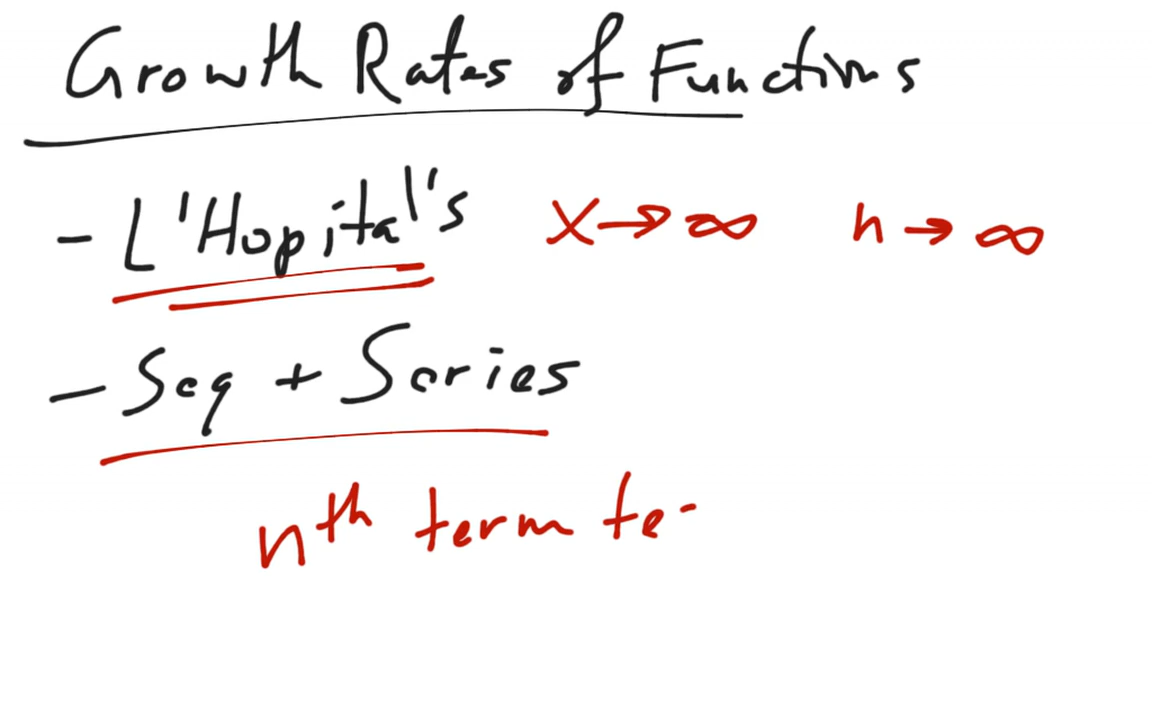 Growth Rates of Functions
- L'Hopital's x → ∞ n → ∞
- Seq + Series
nth term te